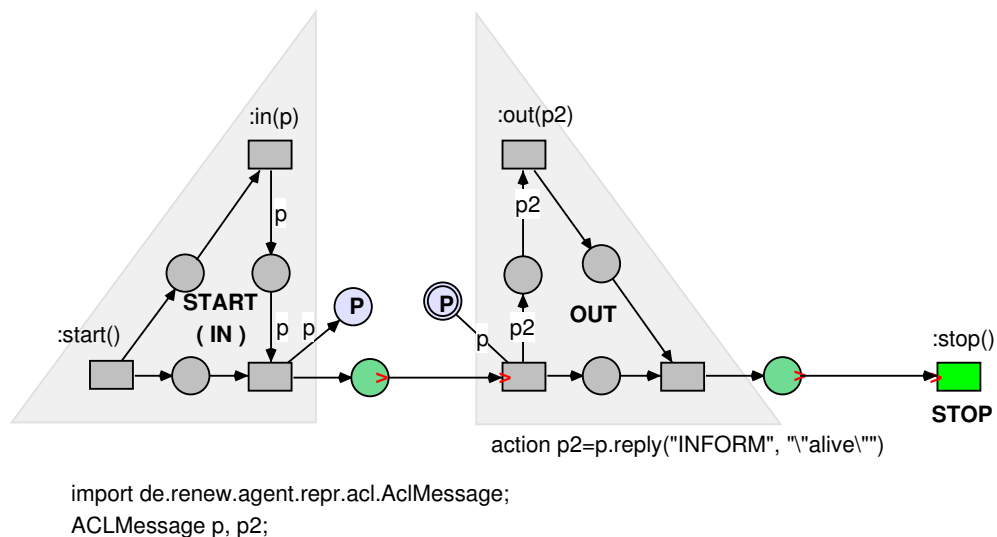 :in(p)
:out(p2)
p
p2
START
( IN )
P
P
OUT
:start()
p
p
p
p2
:stop()
>
>
>
>
STOP
action p2=p.reply("INFORM", "\"alive\"")
import de.renew.agent.repr.acl.AclMessage;
ACLMessage p, p2;